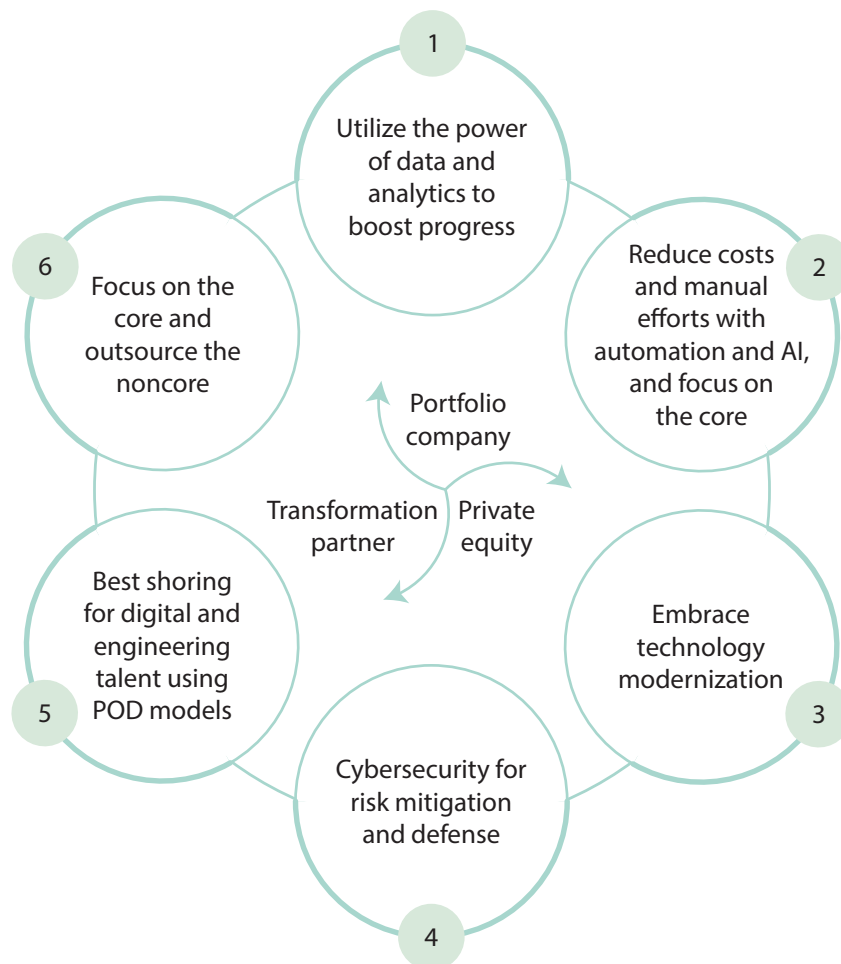 1
Utilize the power
of data and
analytics to
boost progress
2
Reduce costs
and manual
efforts with
automation and AI,
and focus on
the core
3
Embrace
technology
modernization
4
Cybersecurity for
risk mitigation
and defense
5
Best shoring
for digital and
engineering
talent using
POD models
6
Focus on the
core and
outsource the
noncore
Portfolio
company
Transformation
partner
Private
equity